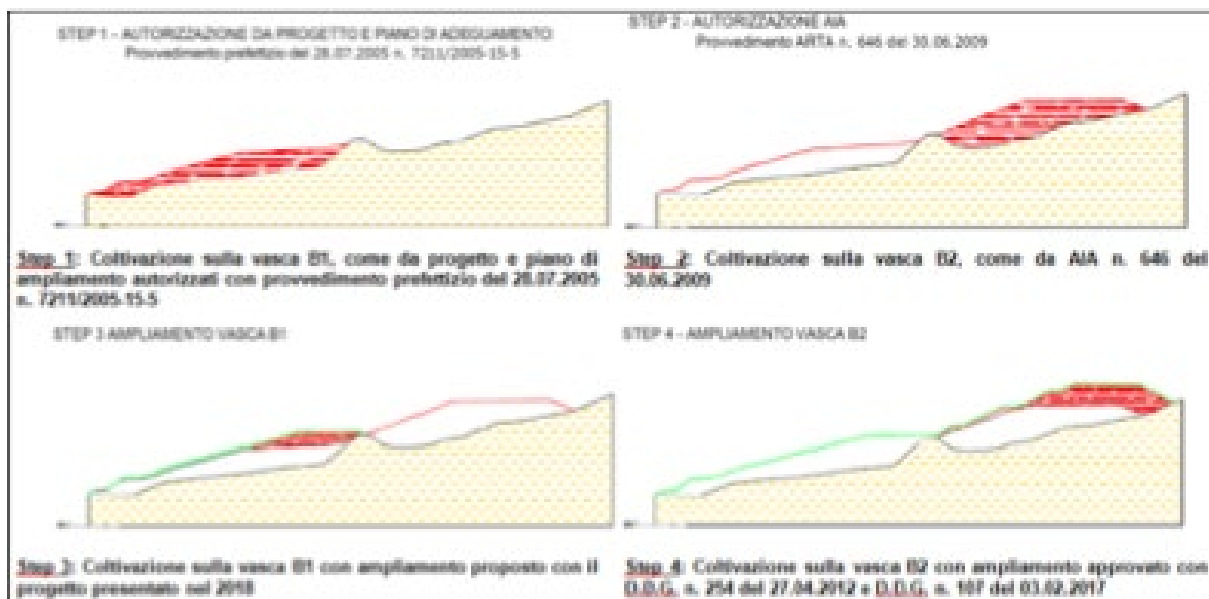 STEP 1 - AUTORIZZAZIONE DA PROGETTO E PIANO DI ADEGUAMENTO
Provvedimento prefettizio del 28.07.2005 n. 7211/2005-15-5
STEP 2 - AUTORIZZAZIONE AIA
Provvedimento ARTA n. 646 del 30.06.2009
Step 1: Coltivazione sulla vasca B1, come da progetto e piano di
ampliamento autorizzati con provvedimento prefettizio del 28.07.2005
n. 7211/2005-15-5
Step 2: Coltivazione sulla vasca B2, come da AIA n. 646 del
30.06.2009
STEP 3 AMPLIAMENTO VASCA B1
STEP 4 - AMPLIAMENTO VASCA B2
Step 3: Coltivazione sulla vasca B1 con ampliamento proposto con il
progetto presentato nel 2018
Step 4: Coltivazione sulla vasca B2 con ampliamento approvato con
D.D.G. n. 254 del 27.04.2012 e D.D.G. n. 107 del 03.02.2017